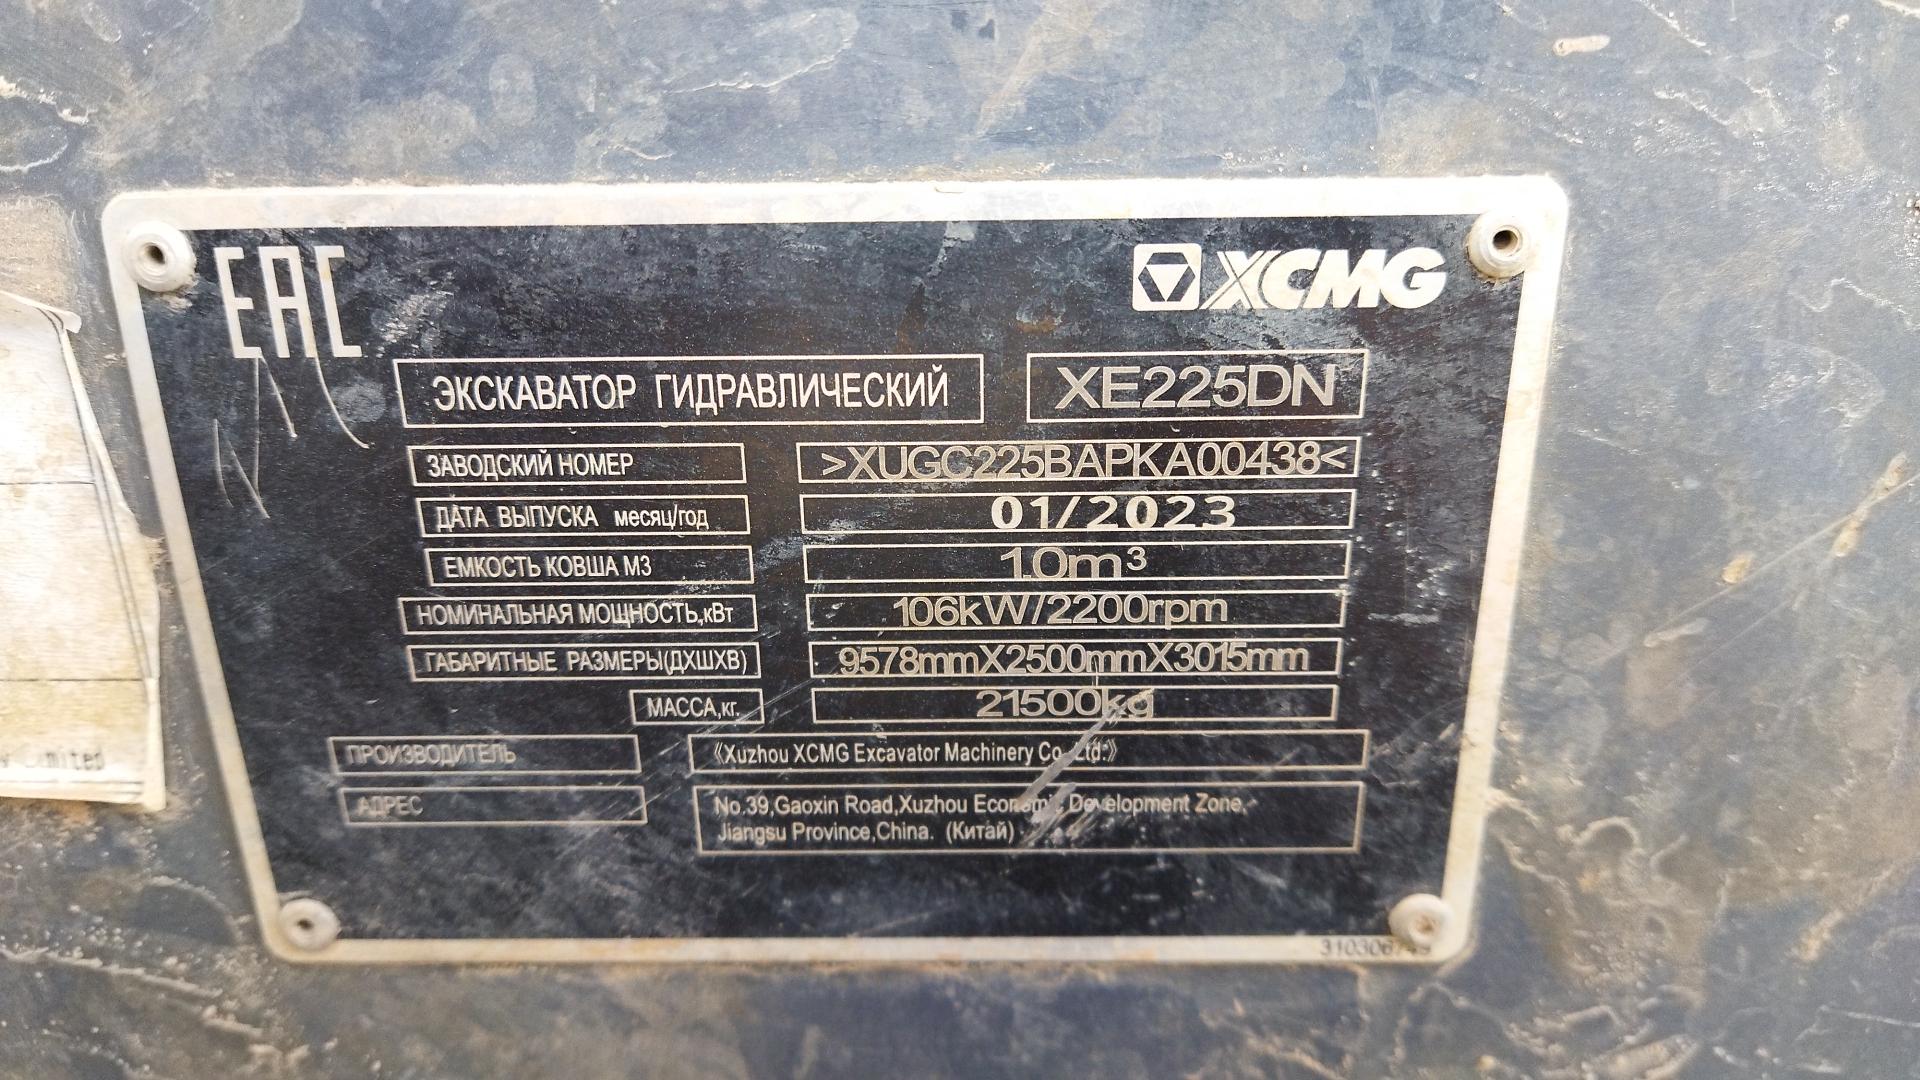 EAC
XCMG
ЭКСКАВАТОР ГИДРАВЛИЧЕСКИЙ XE225DN
ЗАВОДСКИЙ НОМЕР >XUGC225BAPKA00438<
ДАТА ВЫПУСКА месяц/год 01/2023
ЕМКОСТЬ КОВША М3 1.0m³
НОМИНАЛЬНАЯ МОЩНОСТЬ,кВт 106kW/2200rpm
ГАБАРИТНЫЕ РАЗМЕРЫ(ДХШХВ) 9578mmX2500mmX3015mm
МАССА,кг. 21500kg
ПРОИЗВОДИТЕЛЬ 《Xuzhou XCMG Excavator Machinery Co.,Ltd.》
АДРЕС No.39,Gaoxin Road,Xuzhou Economic Development Zone,
Jiangsu Province,China. (Китай)
Limited